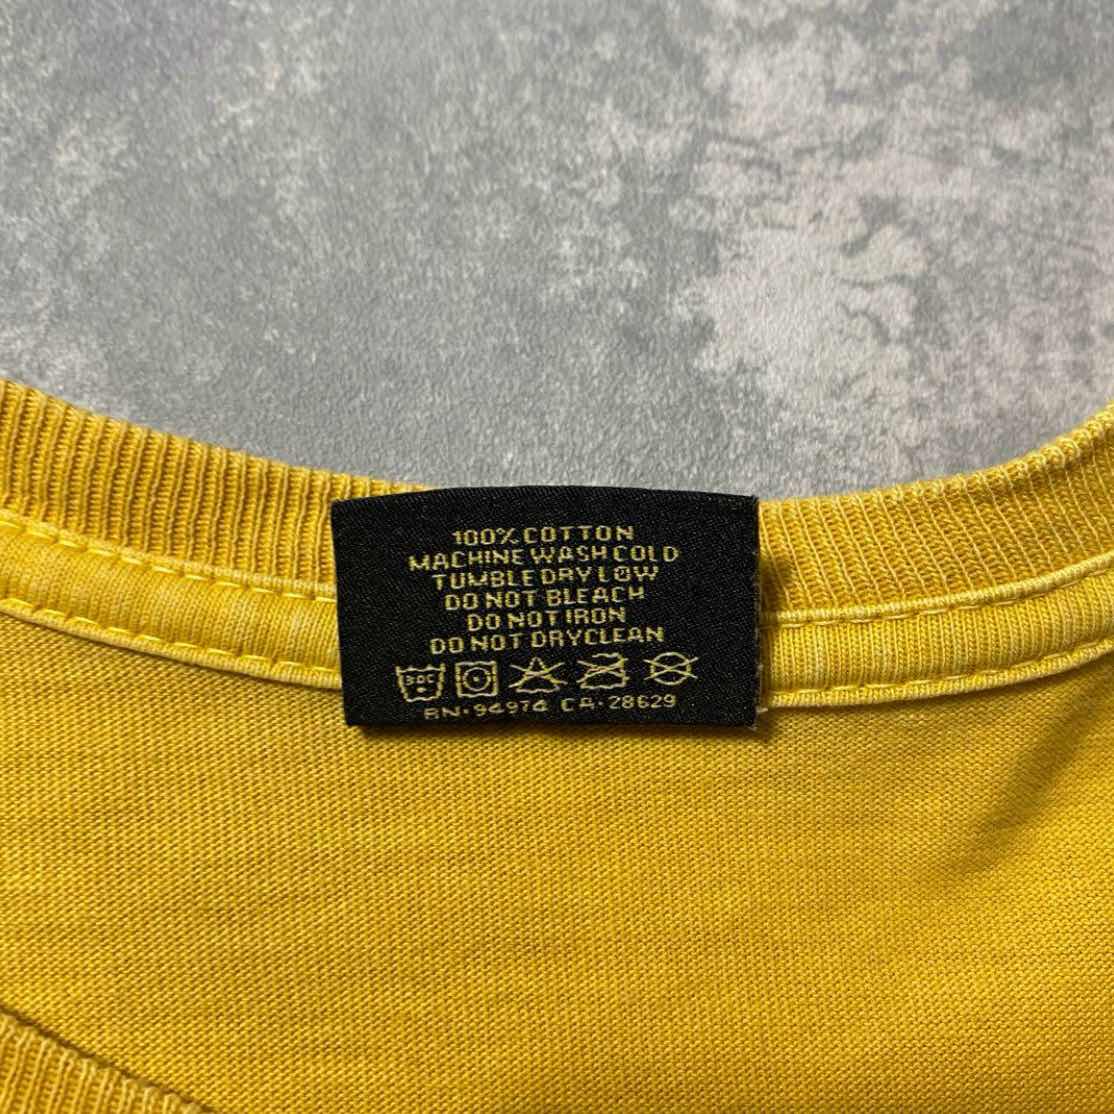 100% COTTON
MACHINE WASH COLD
TUMBLE DRY LOW
DO NOT BLEACH
DO NOT IRON
DO NOT DRYCLEAN
30C
RN·94974 CA·28629